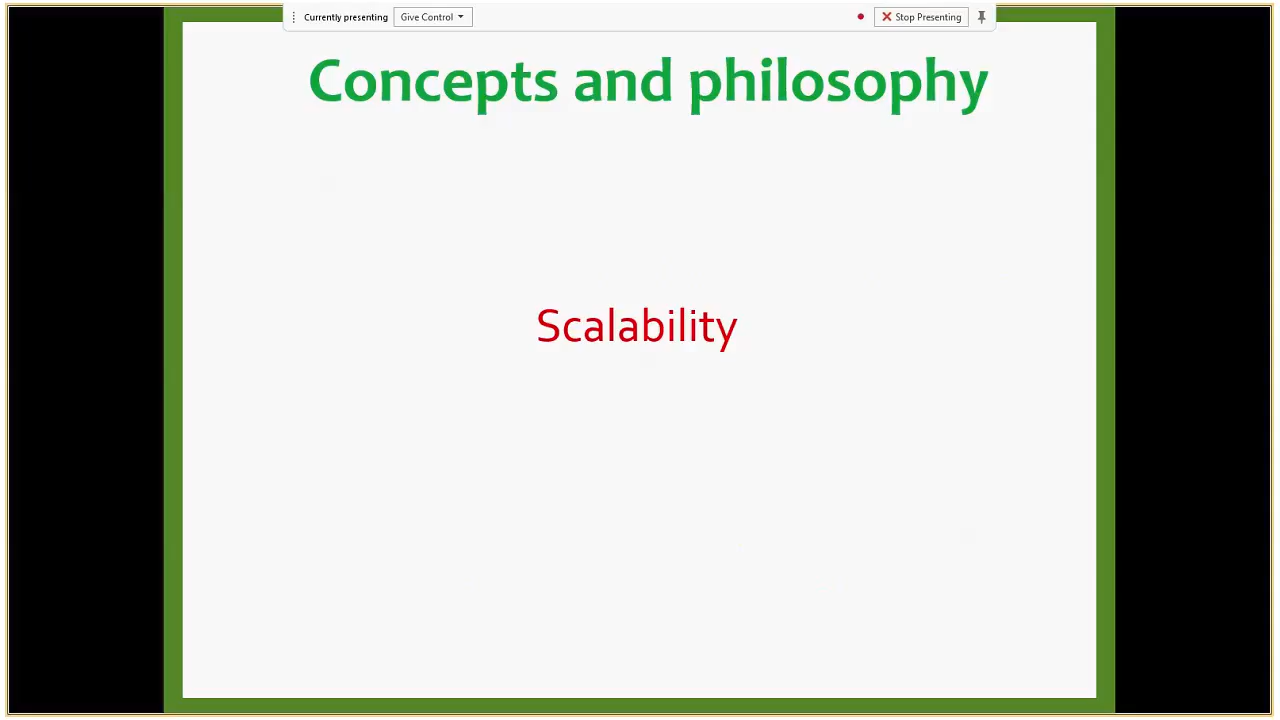 Currently presenting Give Control Stop Presenting
Concepts and philosophy
Scalability